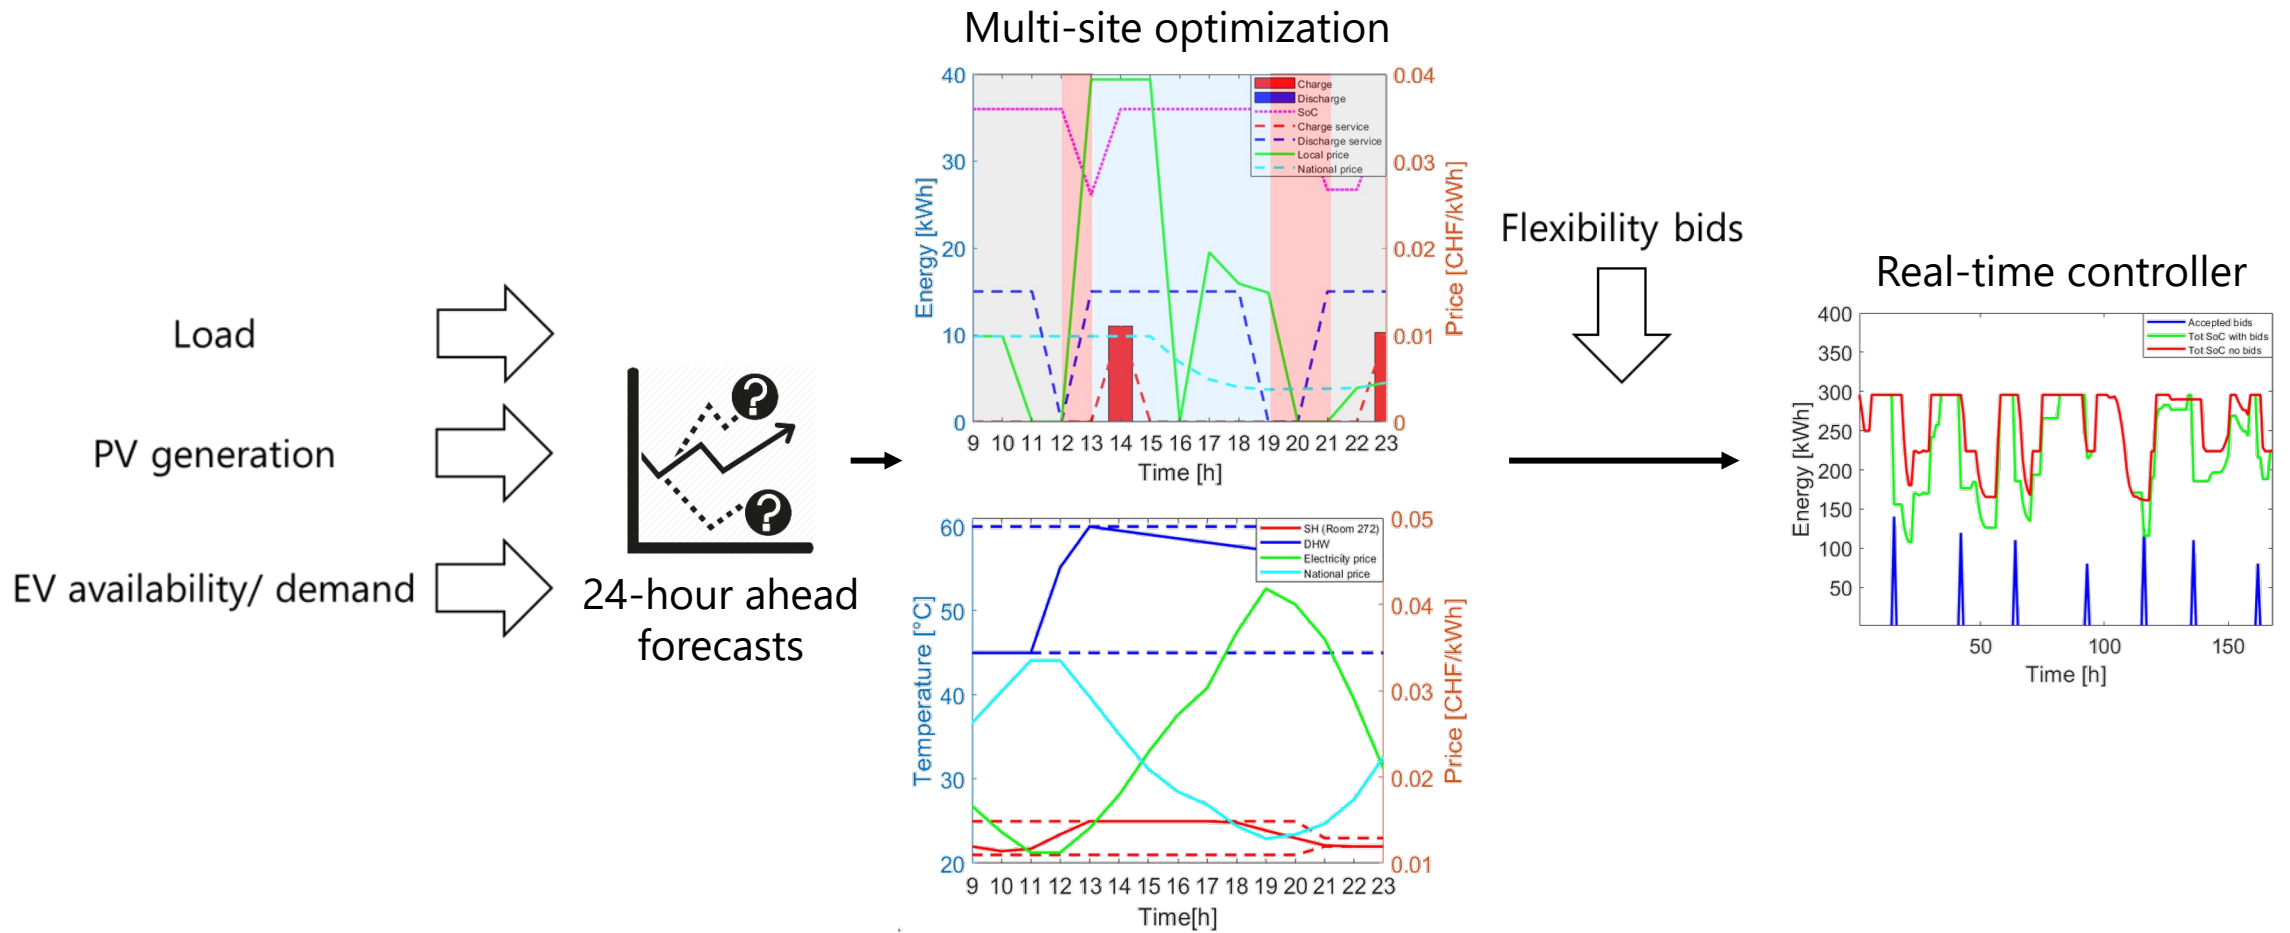 Load
PV generation
EV availability/ demand
?
?
24-hour ahead
forecasts
Multi-site optimization
40
30
20
10
0
Energy [kWh]
0.04
0.03
0.02
0.01
0
Price [CHF/kWh]
Charge
Discharge
SoC
Charge service
Discharge service
Local price
National price
9 10 11 12 13 14 15 16 17 18 19 20 21 22 23
Time [h]
60
50
40
30
20
Temperature [°C]
0.05
0.04
0.03
0.02
0.01
Price [CHF/kWh]
SH (Room 272)
DHW
Electricity price
National price
9 10 11 12 13 14 15 16 17 18 19 20 21 22 23
Time[h]
Flexibility bids
Real-time controller
400
350
300
250
200
150
100
50
Energy [kWh]
Accepted bids
Tot SoC with bids
Tot SoC no bids
50 100 150
Time [h]